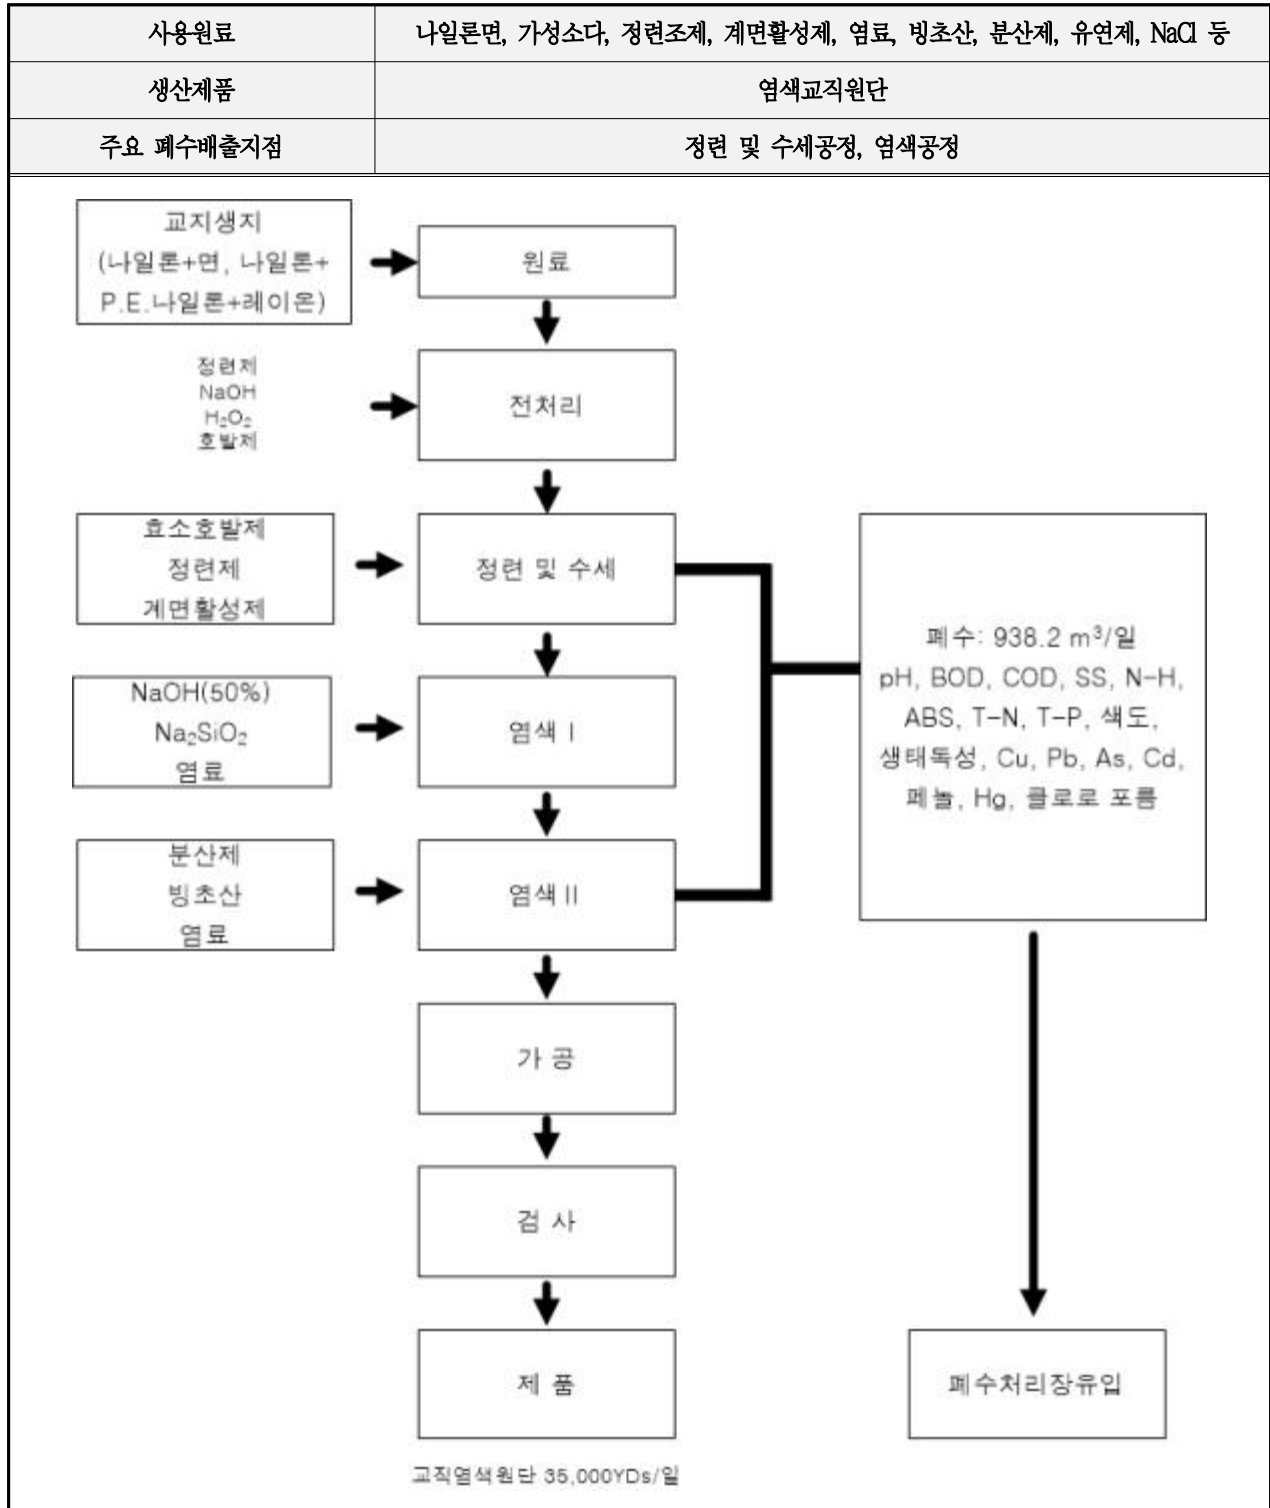 사용원료 나일론면, 가성소다, 정련조제, 계면활성제, 염료, 빙초산, 분산제, 유연제, NaCl 등
생산제품 염색교직원단
주요 폐수배출지점 정련 및 수세공정, 염색공정
교지생지
(나일론+면, 나일론+
P.E.나일론+레이온)
원료
정련제
NaOH
H₂O₂
호발제
전처리
효소호발제
정련제
계면활성제
정련 및 수세
NaOH(50%)
Na₂SiO₂
염료
염색Ⅰ
분산제
빙초산
염료
염색Ⅱ
폐수: 938.2 m³/일
pH, BOD, COD, SS, N-H,
ABS, T-N, T-P, 색도,
생태독성, Cu, Pb, As, Cd,
페놀, Hg, 클로로 포름
가 공
검 사
제 품
폐수처리장유입
교직염색원단 35,000YDs/일